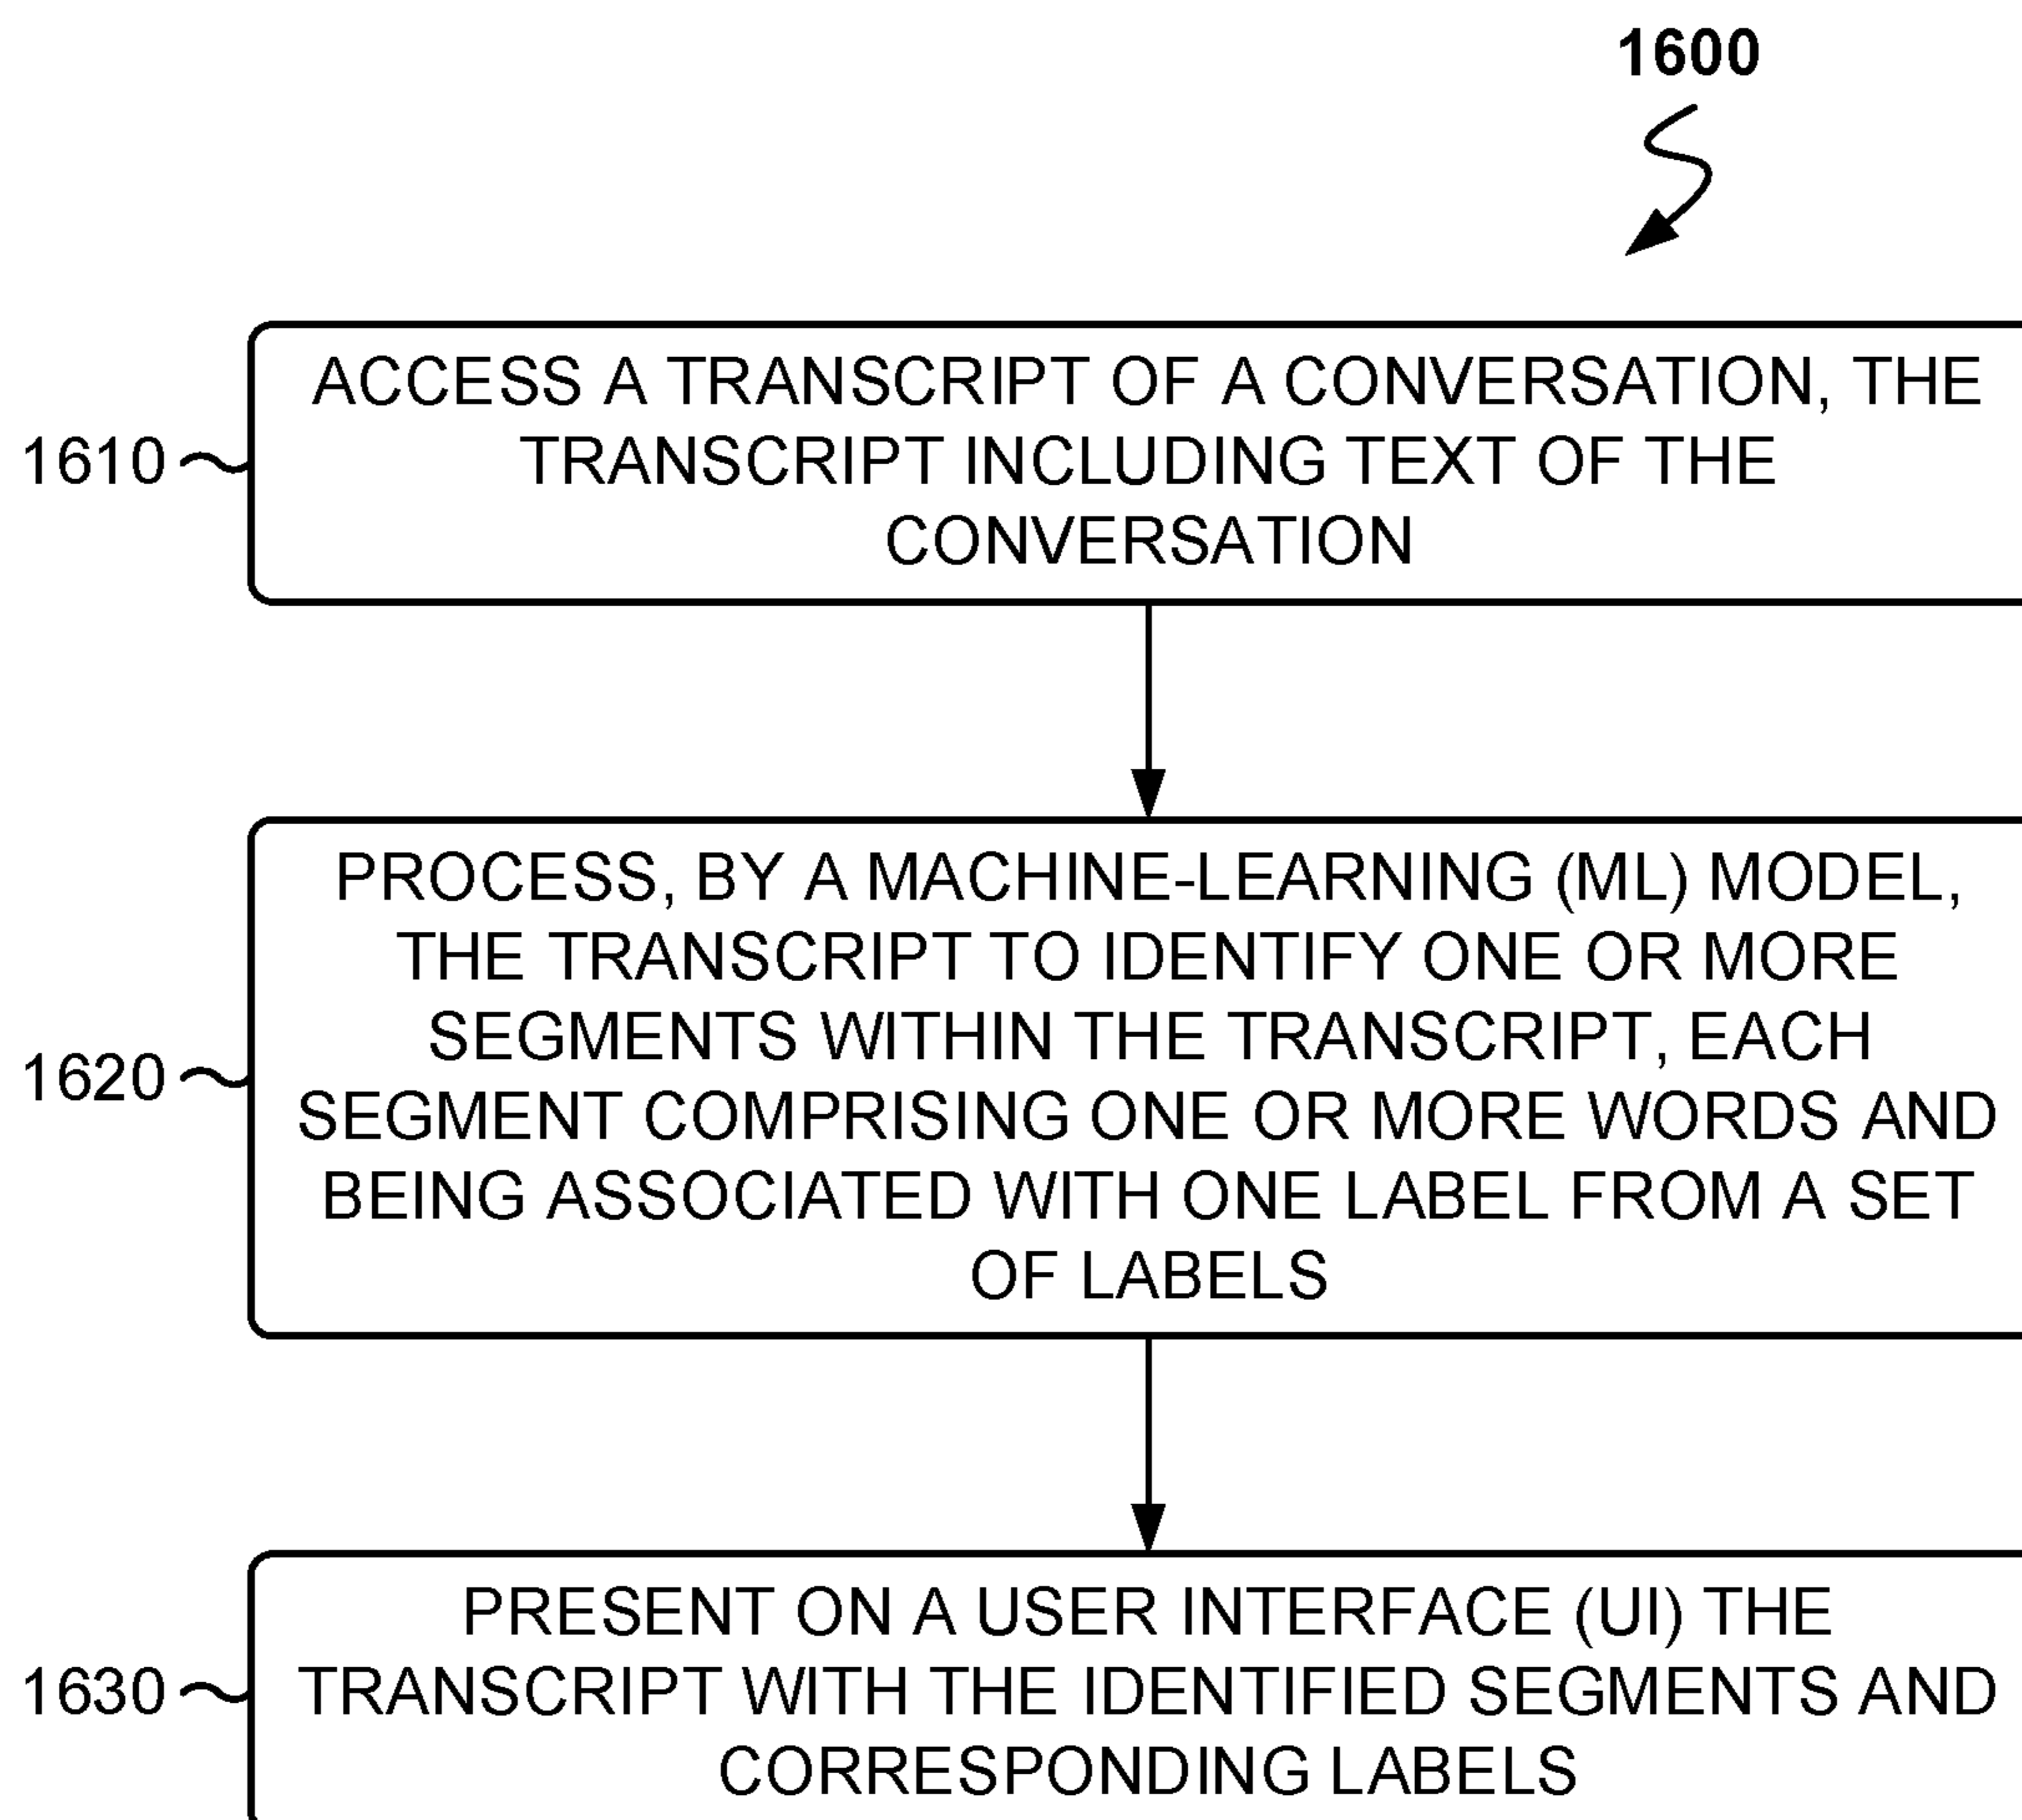 1600
ACCESS A TRANSCRIPT OF A CONVERSATION, THE
TRANSCRIPT INCLUDING TEXT OF THE
CONVERSATION
1610
PROCESS, BY A MACHINE-LEARNING (ML) MODEL,
THE TRANSCRIPT TO IDENTIFY ONE OR MORE
SEGMENTS WITHIN THE TRANSCRIPT, EACH
SEGMENT COMPRISING ONE OR MORE WORDS AND
BEING ASSOCIATED WITH ONE LABEL FROM A SET
OF LABELS
1620
PRESENT ON A USER INTERFACE (UI) THE
TRANSCRIPT WITH THE IDENTIFIED SEGMENTS AND
CORRESPONDING LABELS
1630